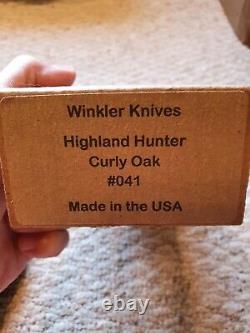 Winkler Knives
Highland Hunter
Curly Oak
#041
Made in the USA